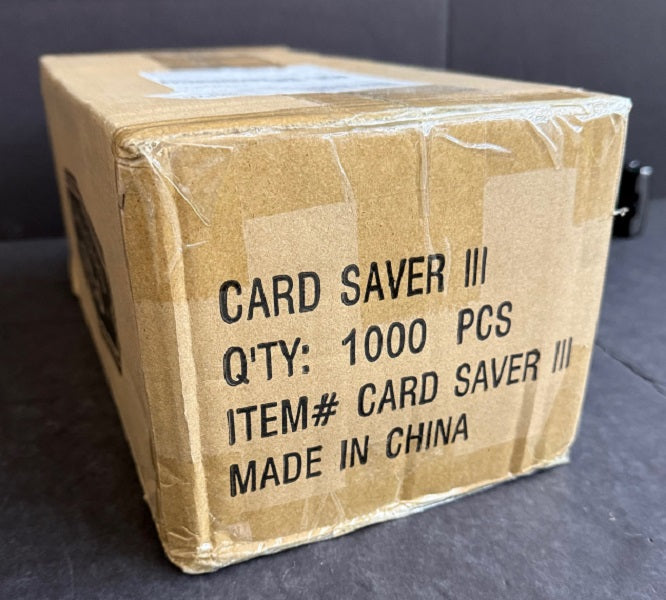 CARD SAVER III
Q'TY: 1000 PCS
ITEM# CARD SAVER III
MADE IN CHINA